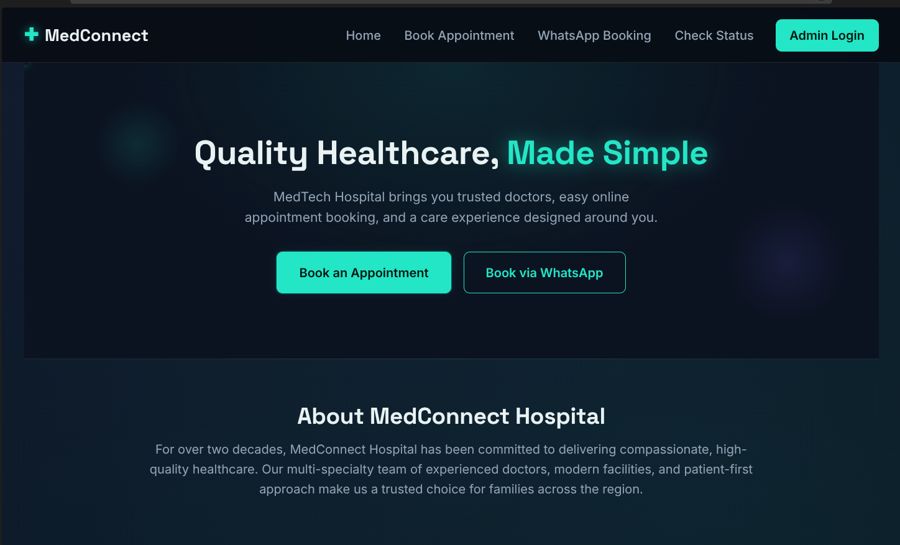 MedConnect
Home
Book Appointment
WhatsApp Booking
Check Status
Admin Login
Quality Healthcare, Made Simple
MedTech Hospital brings you trusted doctors, easy online
appointment booking, and a care experience designed around you.
Book an Appointment
Book via WhatsApp
About MedConnect Hospital
For over two decades, MedConnect Hospital has been committed to delivering compassionate, high-
quality healthcare. Our multi-specialty team of experienced doctors, modern facilities, and patient-first
approach make us a trusted choice for families across the region.